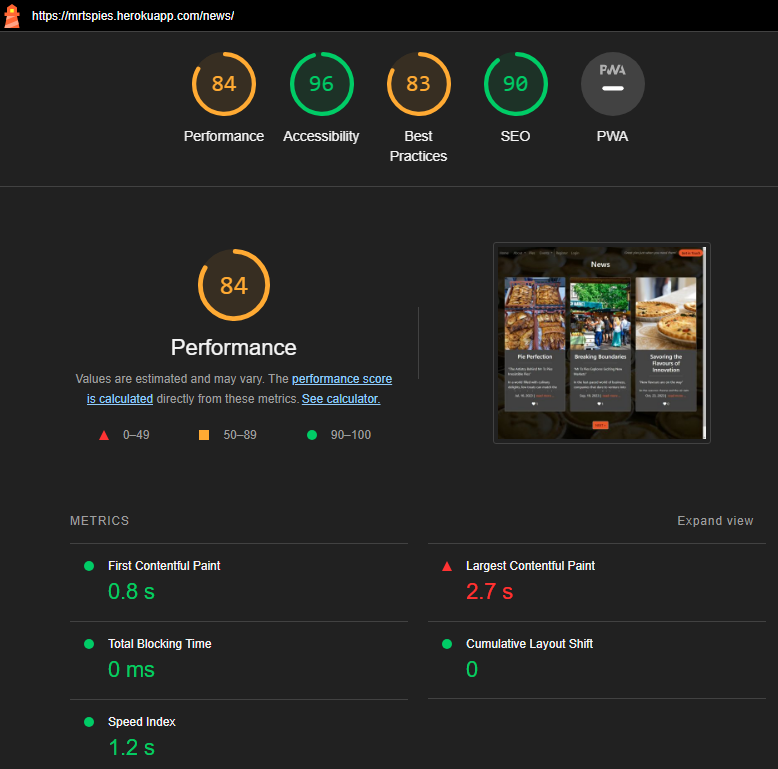 https://mrtspies.herokuapp.com/news/
84
96
83
90
PWA
Performance
Accessibility
Best
Practices
SEO
PWA
84
Performance
Values are estimated and may vary. The performance score
is calculated directly from these metrics. See calculator.
0–49
50–89
90–100
News
Pie Perfection
Breaking Boundaries
Savoring the
Flavours of
Innovation
METRICS
Expand view
First Contentful Paint
0.8 s
Largest Contentful Paint
2.7 s
Total Blocking Time
0 ms
Cumulative Layout Shift
0
Speed Index
1.2 s